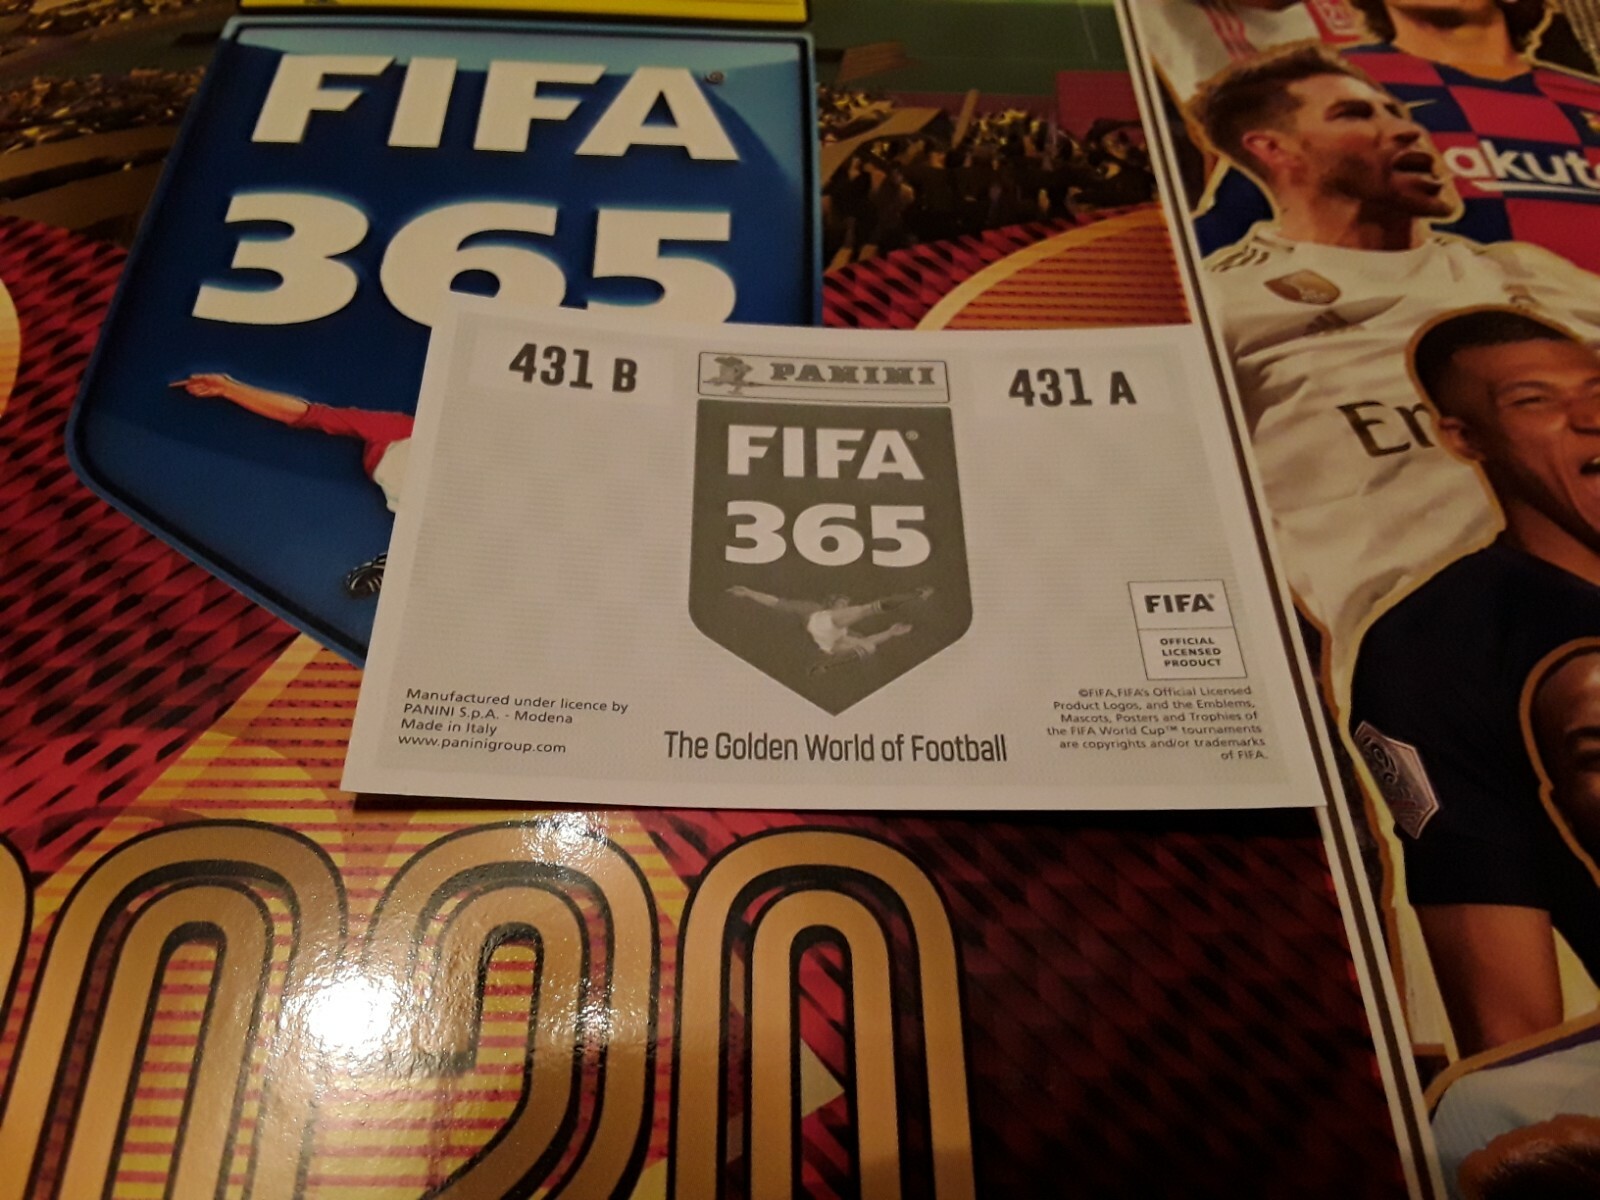 FIFA®
365
431 B
PANINI
431 A
FIFA®
365
FIFA®
OFFICIAL
LICENSED
PRODUCT
Manufactured under licence by
PANINI S.p.A. - Modena
Made in Italy
www.paninigroup.com
The Golden World of Football
©FIFA,FIFA's Official Licensed
Product Logos, and the Emblems,
Mascots, Posters and Trophies of
the FIFA World Cup™ tournaments
are copyrights and/or trademarks
of FIFA.
2020
akut